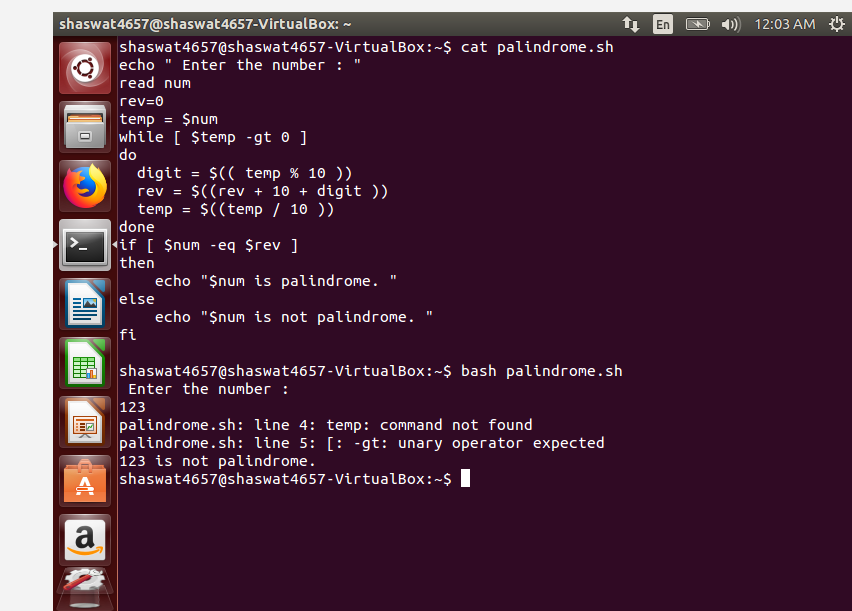 shaswat4657@shaswat4657-VirtualBox: ~
En
12:03 AM
shaswat4657@shaswat4657-VirtualBox:~$ cat palindrome.sh
echo " Enter the number : "
read num
rev=0
temp = $num
while [ $temp -gt 0 ]
do
  digit = $(( temp % 10 ))
  rev = $((rev + 10 + digit ))
  temp = $((temp / 10 ))
done
if [ $num -eq $rev ]
then
    echo "$num is palindrome. "
else
    echo "$num is not palindrome. "
fi

shaswat4657@shaswat4657-VirtualBox:~$ bash palindrome.sh
 Enter the number :
123
palindrome.sh: line 4: temp: command not found
palindrome.sh: line 5: [: -gt: unary operator expected
123 is not palindrome.
shaswat4657@shaswat4657-VirtualBox:~$
>_
A
a